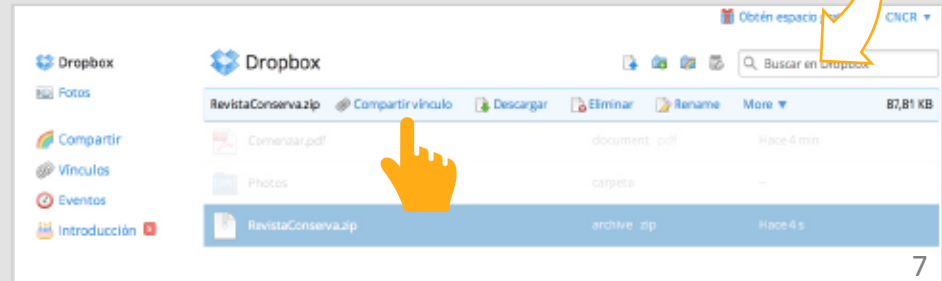 Obtén espacio CNCR ▼
Dropbox
Fotos
Compartir
Vínculos
Eventos
Introducción 5
Dropbox
Buscar en Dropbox
RevistaConserva.zip Compartir vínculo Descargar Eliminar Rename More ▼ 87,81 KB
Comenzar.pdf document pdf Hace 4 min
Photos carpeta --
RevistaConserva.zip archive zip Hace 4 s
7